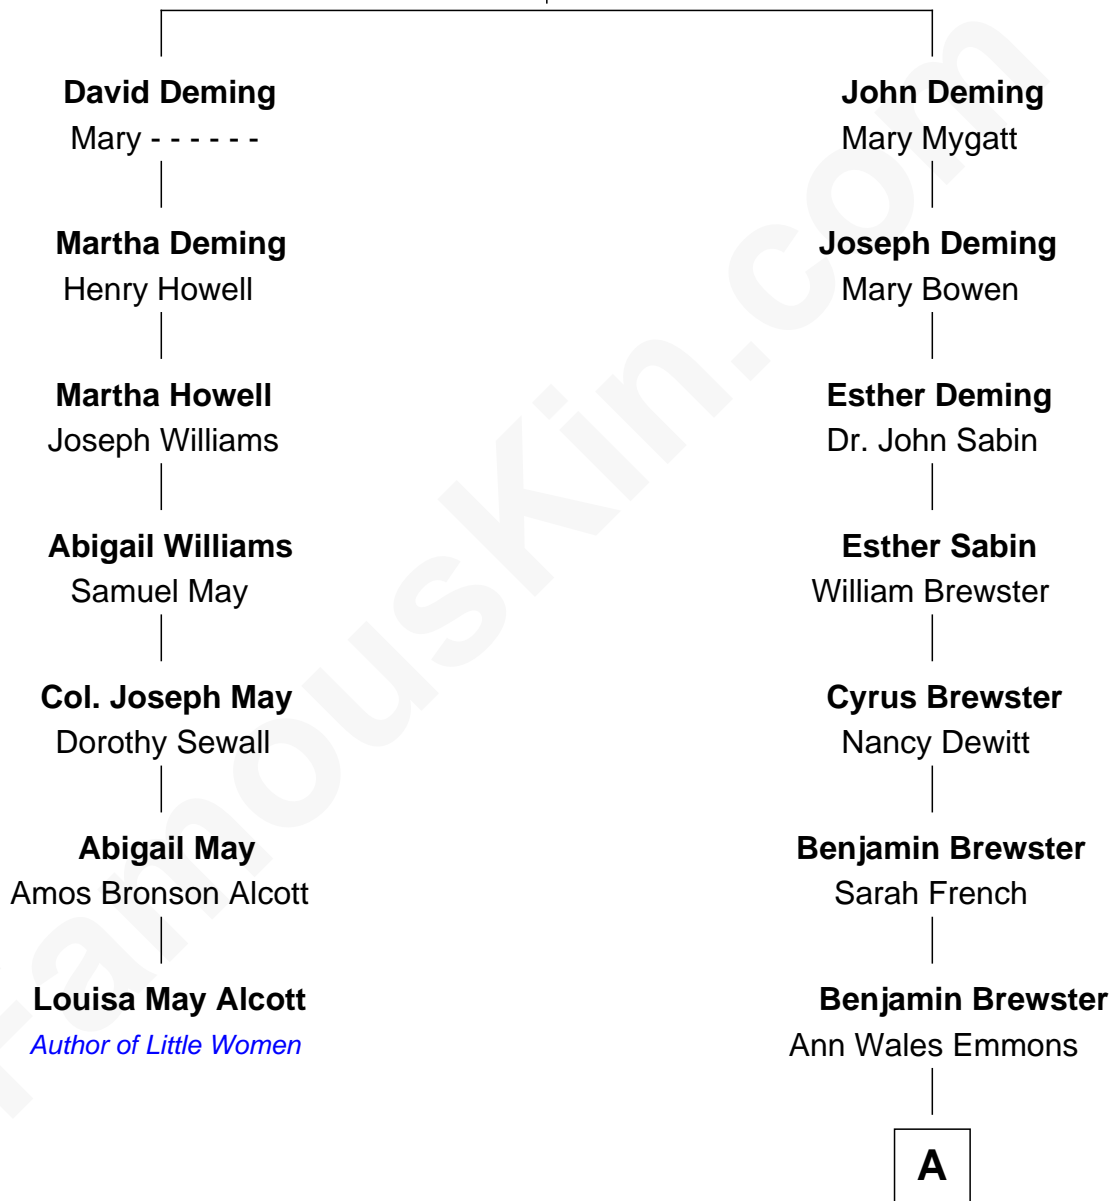 David Deming
Mary - - - - - -
John Deming
Mary Mygatt
Martha Deming
Henry Howell
Joseph Deming
Mary Bowen
Martha Howell
Joseph Williams
Esther Deming
Dr. John Sabin
Abigail Williams
Samuel May
Esther Sabin
William Brewster
Col. Joseph May
Dorothy Sewall
Cyrus Brewster
Nancy Dewitt
Abigail May
Amos Bronson Alcott
Benjamin Brewster
Sarah French
Louisa May Alcott
Author of Little Women
Benjamin Brewster
Ann Wales Emmons
A
FamousKin.com